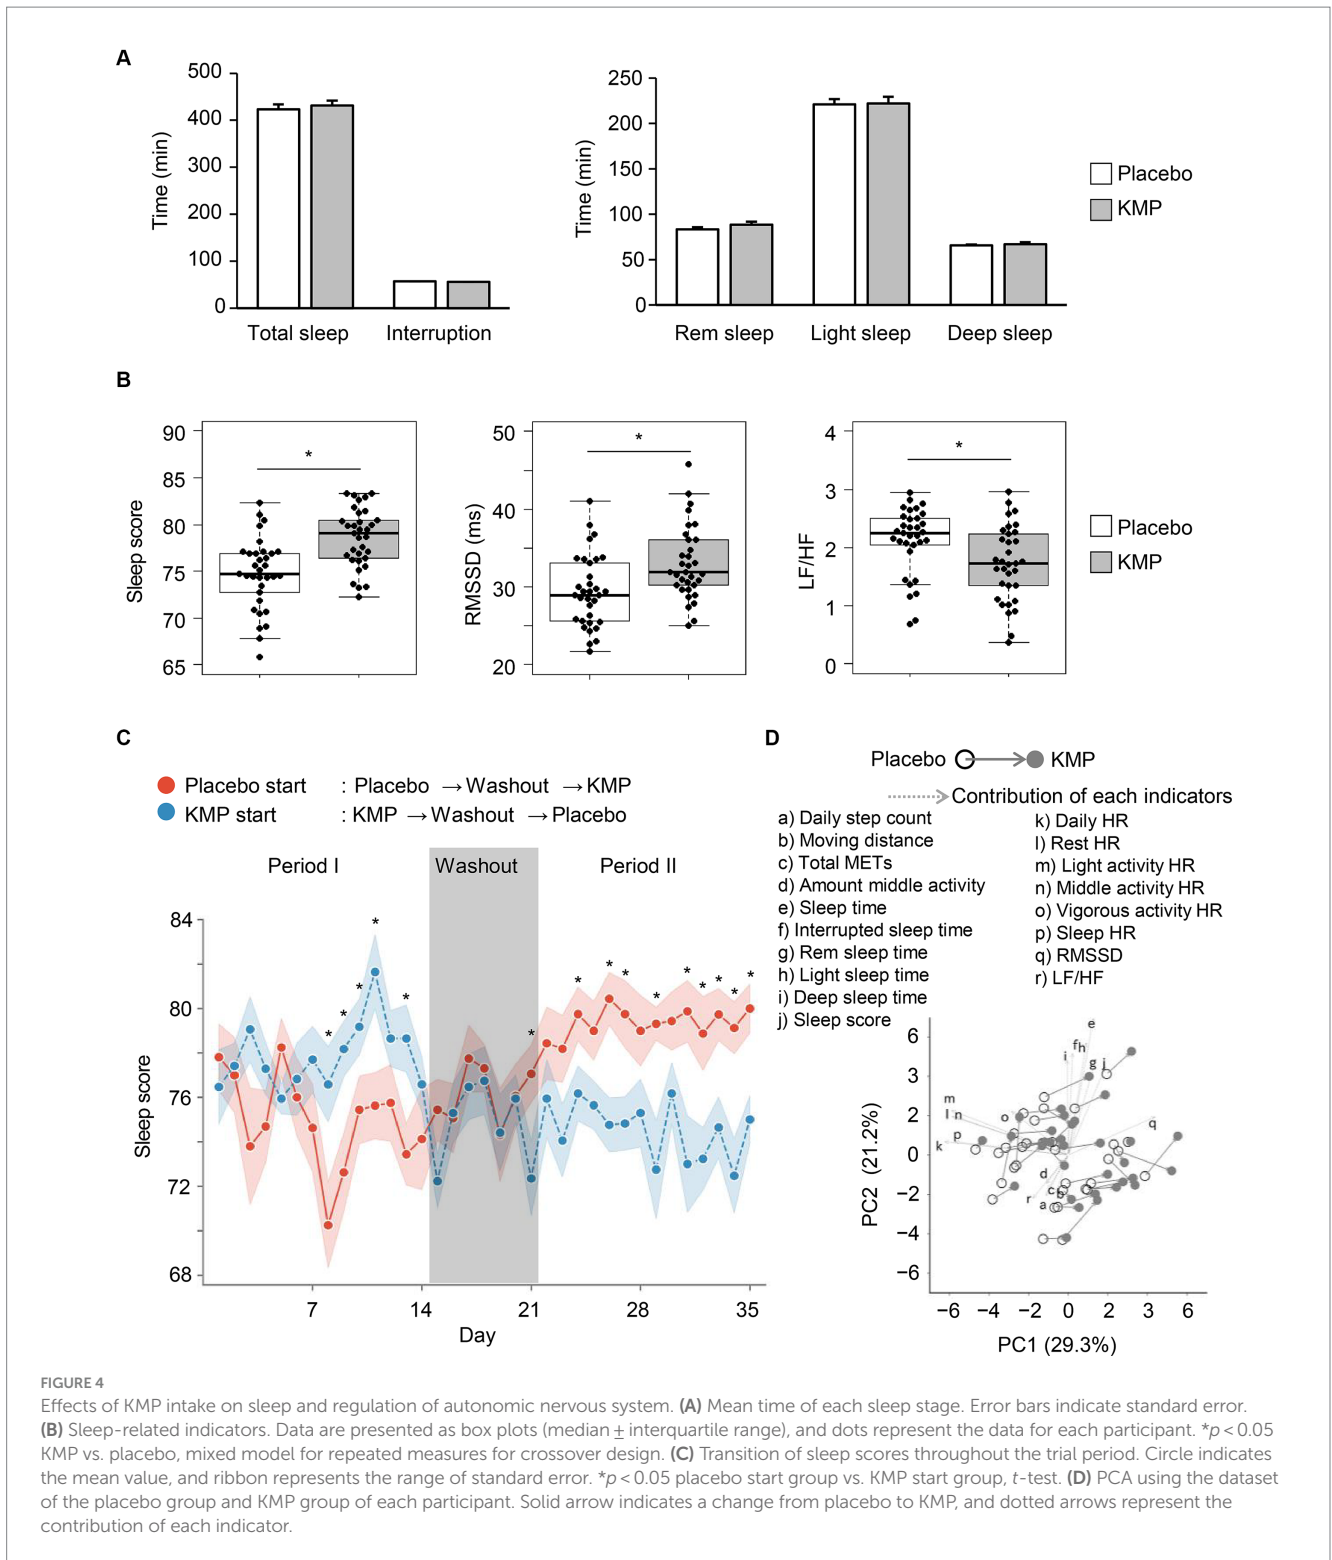 A
500
400
300
200
100
0
Time (min)
Total sleep
Interruption
250
200
150
100
50
0
Time (min)
Rem sleep
Light sleep
Deep sleep
Placebo
KMP
B
90
85
80
75
70
65
Sleep score
*
50
40
30
20
RMSSD (ms)
*
4
3
2
1
0
LF/HF
*
Placebo
KMP
C
Placebo start : Placebo →Washout →KMP
KMP start : KMP →Washout →Placebo
Period I
Washout
Period II
84
80
76
72
68
Sleep score
* * * * * * * * * * * * * * *
7 14 21 28 35
Day
D
Placebo KMP
Contribution of each indicators
a) Daily step count
b) Moving distance
c) Total METs
d) Amount middle activity
e) Sleep time
f) Interrupted sleep time
g) Rem sleep time
h) Light sleep time
i) Deep sleep time
j) Sleep score
k) Daily HR
l) Rest HR
m) Light activity HR
n) Middle activity HR
o) Vigorous activity HR
p) Sleep HR
q) RMSSD
r) LF/HF
6
3
2
0
−2
−4
−6
PC2 (21.2%)
e
f h
i
g j
m
l n
o
q
p
k
d
c b
r
a
−6 −4 −2 0 2 3 6
PC1 (29.3%)
FIGURE 4
Effects of KMP intake on sleep and regulation of autonomic nervous system. (A) Mean time of each sleep stage. Error bars indicate standard error.
(B) Sleep-related indicators. Data are presented as box plots (median ± interquartile range), and dots represent the data for each participant. *p < 0.05
KMP vs. placebo, mixed model for repeated measures for crossover design. (C) Transition of sleep scores throughout the trial period. Circle indicates
the mean value, and ribbon represents the range of standard error. *p < 0.05 placebo start group vs. KMP start group, t-test. (D) PCA using the dataset
of the placebo group and KMP group of each participant. Solid arrow indicates a change from placebo to KMP, and dotted arrows represent the
contribution of each indicator.